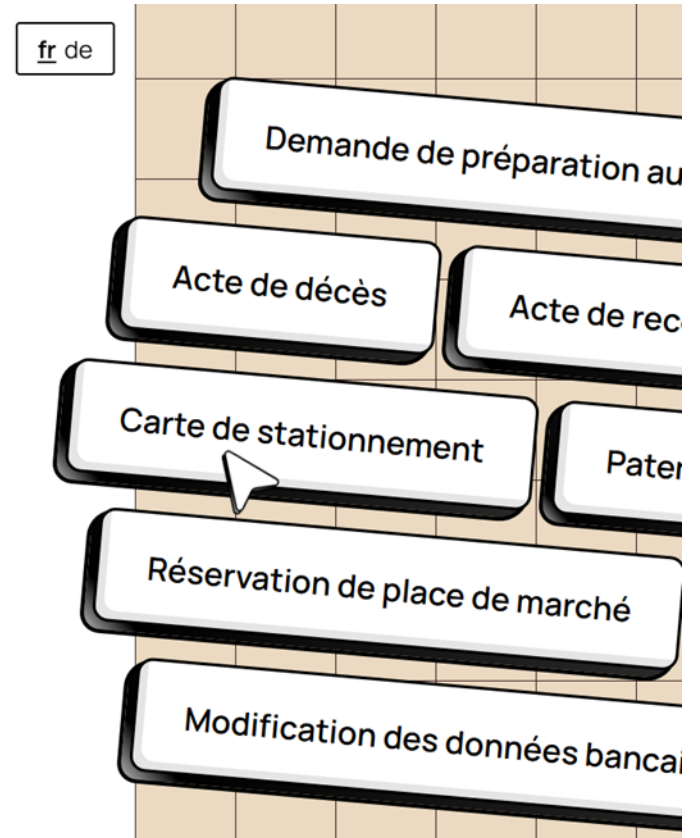 fr de
Demande de préparation au
Acte de décès
Acte de rec
Carte de stationnement
Paten
Réservation de place de marché
Modification des données bancai